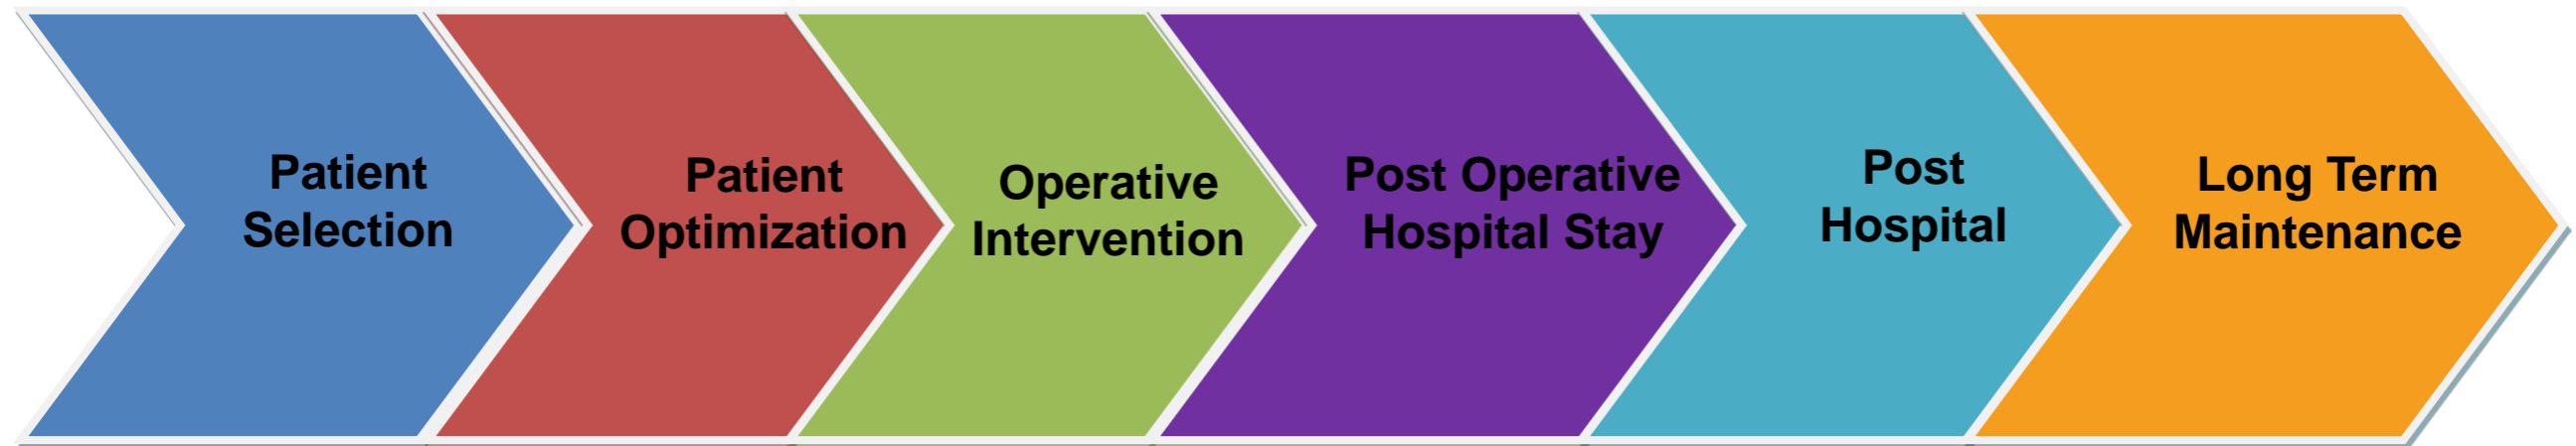 Patient
Selection
Patient
Optimization
Operative
Intervention
Post Operative
Hospital Stay
Post
Hospital
Long Term
Maintenance